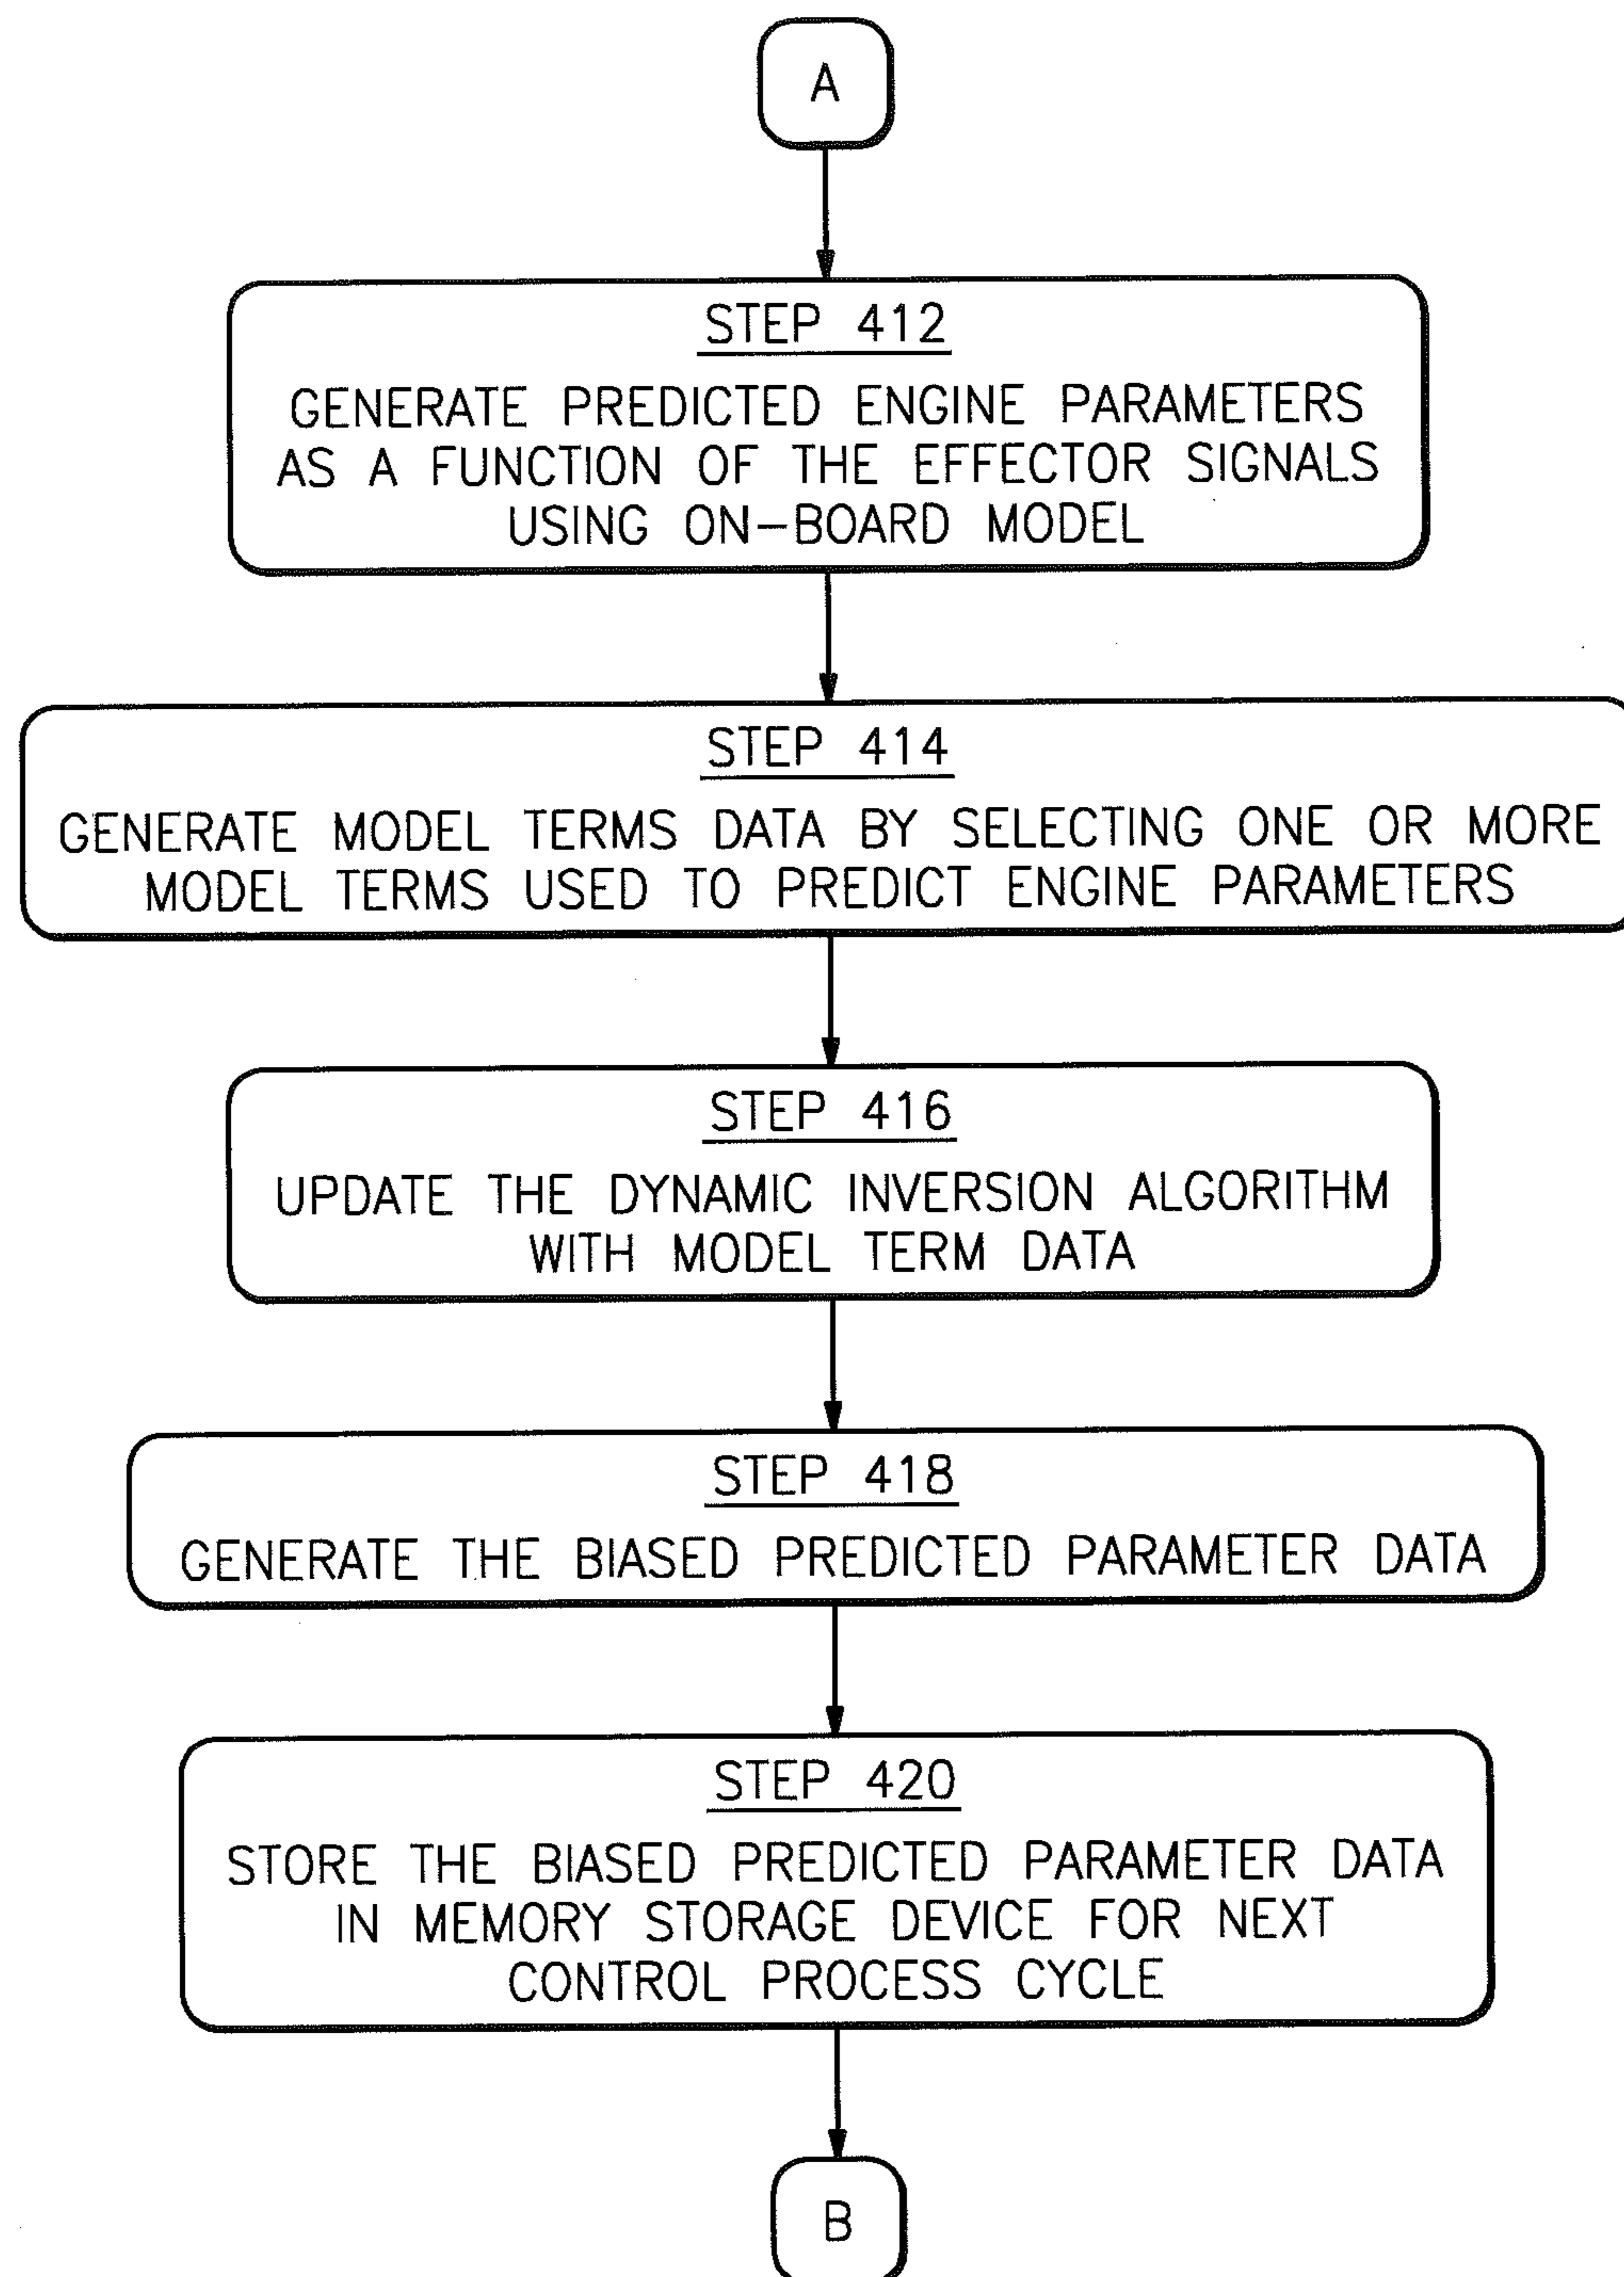 A
STEP 412
GENERATE PREDICTED ENGINE PARAMETERS
AS A FUNCTION OF THE EFFECTOR SIGNALS
USING ON-BOARD MODEL
STEP 414
GENERATE MODEL TERMS DATA BY SELECTING ONE OR MORE
MODEL TERMS USED TO PREDICT ENGINE PARAMETERS
STEP 416
UPDATE THE DYNAMIC INVERSION ALGORITHM
WITH MODEL TERM DATA
STEP 418
GENERATE THE BIASED PREDICTED PARAMETER DATA
STEP 420
STORE THE BIASED PREDICTED PARAMETER DATA
IN MEMORY STORAGE DEVICE FOR NEXT
CONTROL PROCESS CYCLE
B